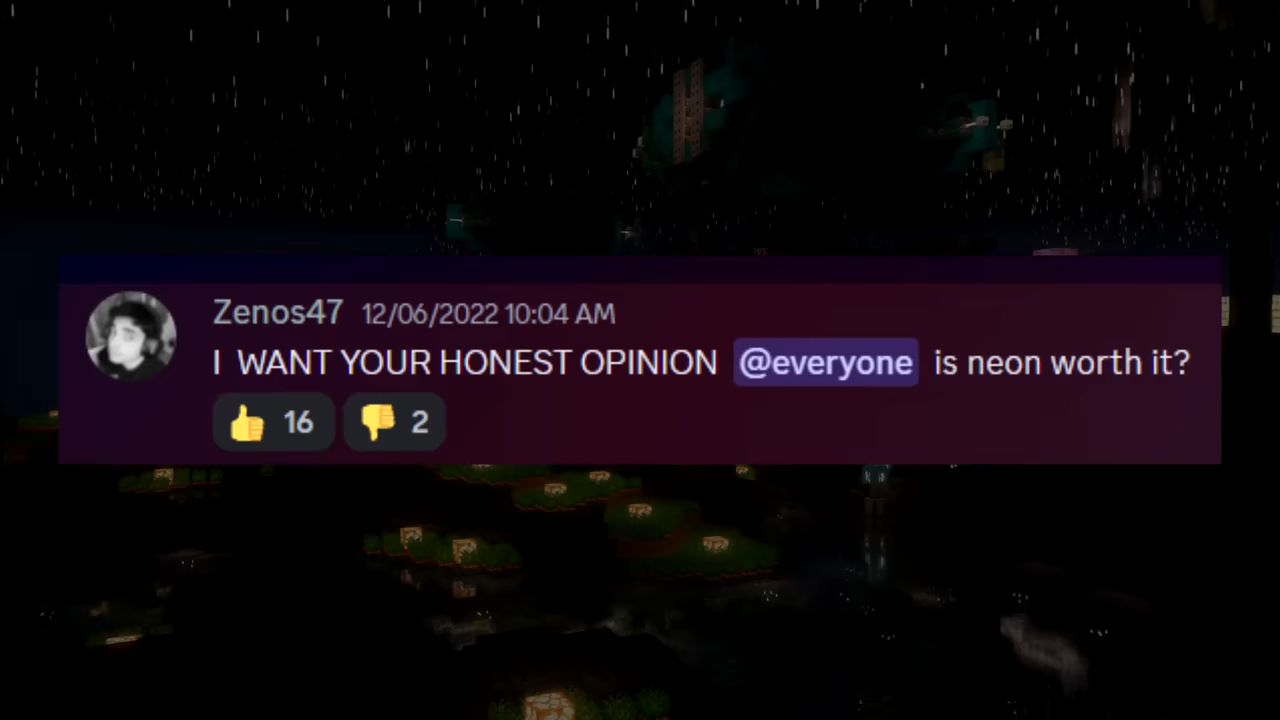 Zenos47 12/06/2022 10:04 AM
I WANT YOUR HONEST OPINION @everyone is neon worth it?
👍 16 👎 2